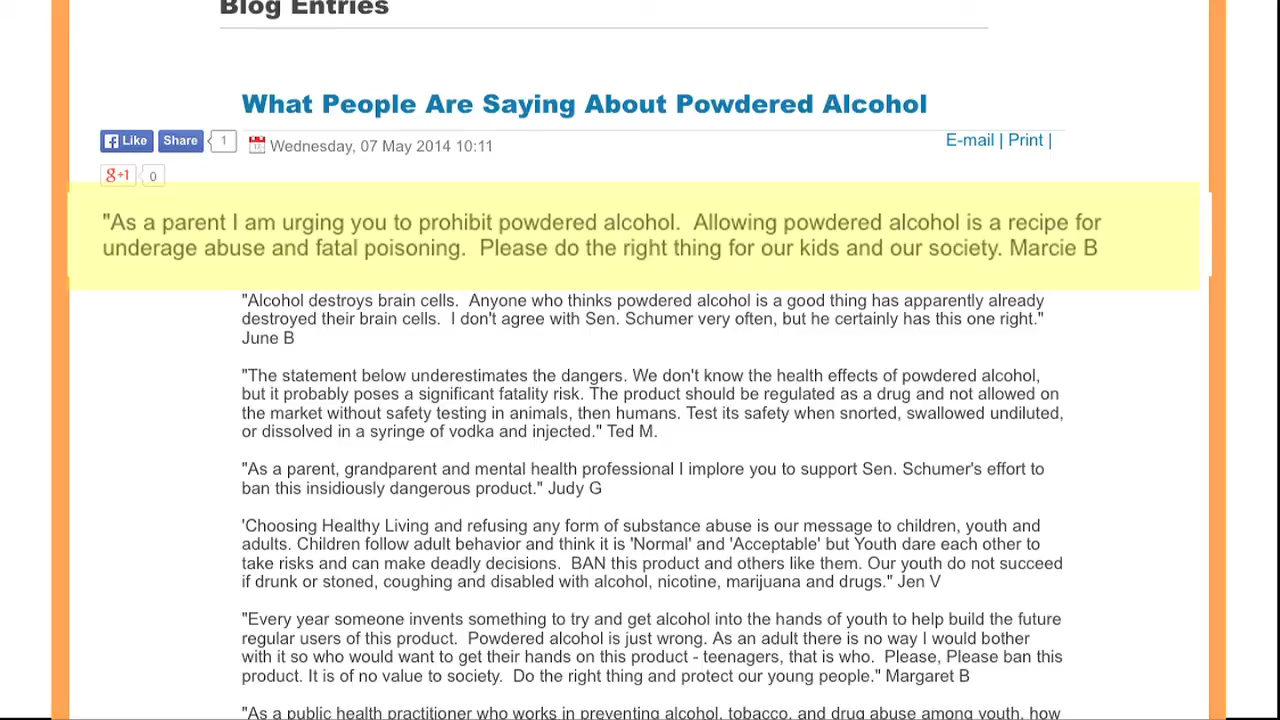 Blog Entries
What People Are Saying About Powdered Alcohol
Like Share 1 Wednesday, 07 May 2014 10:11 E-mail | Print |
g+1 0
"As a parent I am urging you to prohibit powdered alcohol. Allowing powdered alcohol is a recipe for
underage abuse and fatal poisoning. Please do the right thing for our kids and our society. Marcie B
"Alcohol destroys brain cells. Anyone who thinks powdered alcohol is a good thing has apparently already
destroyed their brain cells. I don't agree with Sen. Schumer very often, but he certainly has this one right."
June B
"The statement below underestimates the dangers. We don't know the health effects of powdered alcohol,
but it probably poses a significant fatality risk. The product should be regulated as a drug and not allowed on
the market without safety testing in animals, then humans. Test its safety when snorted, swallowed undiluted,
or dissolved in a syringe of vodka and injected." Ted M.
"As a parent, grandparent and mental health professional I implore you to support Sen. Schumer's effort to
ban this insidiously dangerous product." Judy G
'Choosing Healthy Living and refusing any form of substance abuse is our message to children, youth and
adults. Children follow adult behavior and think it is 'Normal' and 'Acceptable' but Youth dare each other to
take risks and can make deadly decisions. BAN this product and others like them. Our youth do not succeed
if drunk or stoned, coughing and disabled with alcohol, nicotine, marijuana and drugs." Jen V
"Every year someone invents something to try and get alcohol into the hands of youth to help build the future
regular users of this product. Powdered alcohol is just wrong. As an adult there is no way I would bother
with it so who would want to get their hands on this product - teenagers, that is who. Please, Please ban this
product. It is of no value to society. Do the right thing and protect our young people." Margaret B
"As a public health practitioner who works in preventing alcohol, tobacco, and drug abuse among youth, how